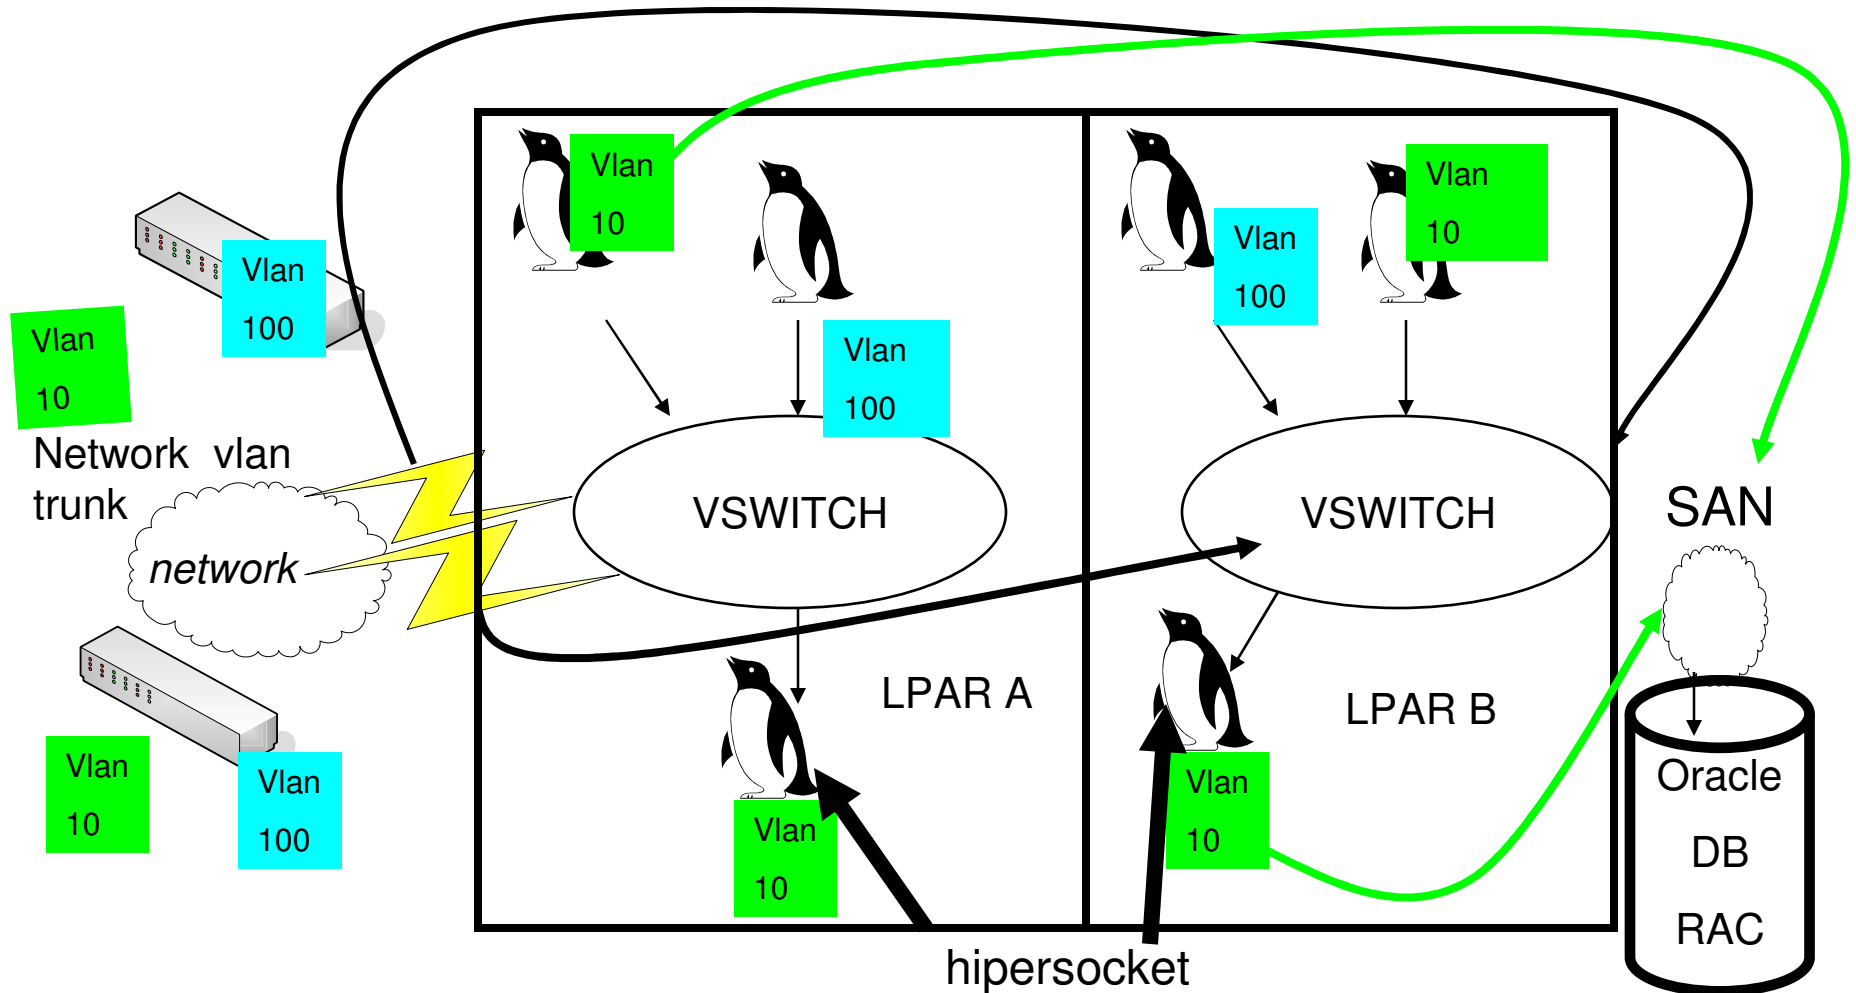 Vlan
10
Vlan
100
Vlan
10
Vlan
100
Vlan
100
Vlan
10
Vlan
10
Network vlan
trunk
network
VSWITCH
VSWITCH
SAN
LPAR A
LPAR B
Vlan
10
Vlan
100
Vlan
10
Vlan
10
Oracle
DB
RAC
hipersocket